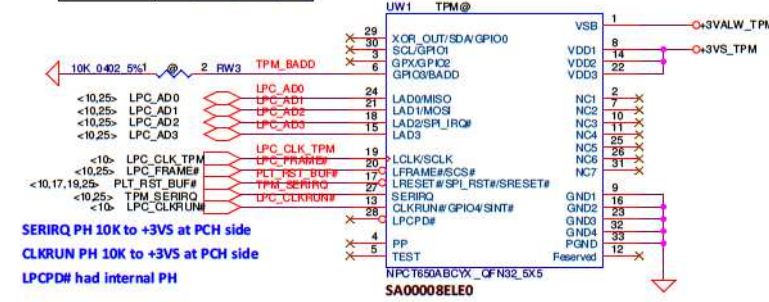 UW1 TPM@
29 XOR_OUT/SDA/GPIO0
30 SCL/GPIO1
3 GPX/GPIO2
10K_0402_5% 1 @ 2 RW3 TPM_BADD 6 GPIO3/BADD
VSB 1 +3VALW_TPM
VDD1 8 +3VS_TPM
VDD2 14
VDD3 22
<10,25> LPC_AD0 LPC_AD0 24 LAD0/MISO
<10,25> LPC_AD1 LPC_AD1 21 LAD1/MOSI
<10,25> LPC_AD2 LPC_AD2 18 LAD2/SPI_IRQ#
<10,25> LPC_AD3 LPC_AD3 15 LAD3
NC1 2
NC2 7
NC3 10
NC4 11
NC5 25
NC6 26
NC7 31
<10> LPC_CLK_TPM LPC_CLK_TPM 19 LCLK/SCLK
<10,25> LPC_FRAME# LPC_FRAME# 20 LFRAME#/SCS#
<10,17,19,25> PLT_RST_BUF# PLT_RST_BUF# 17 LRESET#/SPI_RST#/SRESET#
<10,25> TPM_SERIRQ TPM_SERIRQ 27 SERIRQ
<10> LPC_CLKRUN# LPC_CLKRUN# 13 CLKRUN#/GPIO4/SINT#
28 LPCPD#
GND1 9
GND2 16
GND3 23
GND4 32
PGND 33
Reserved 12
4 PP
5 TEST
SERIRQ PH 10K to +3VS at PCH side
CLKRUN PH 10K to +3VS at PCH side
LPCPD# had internal PH
NPCT650ABCYX_QFN32_5X5
SA00008ELE0